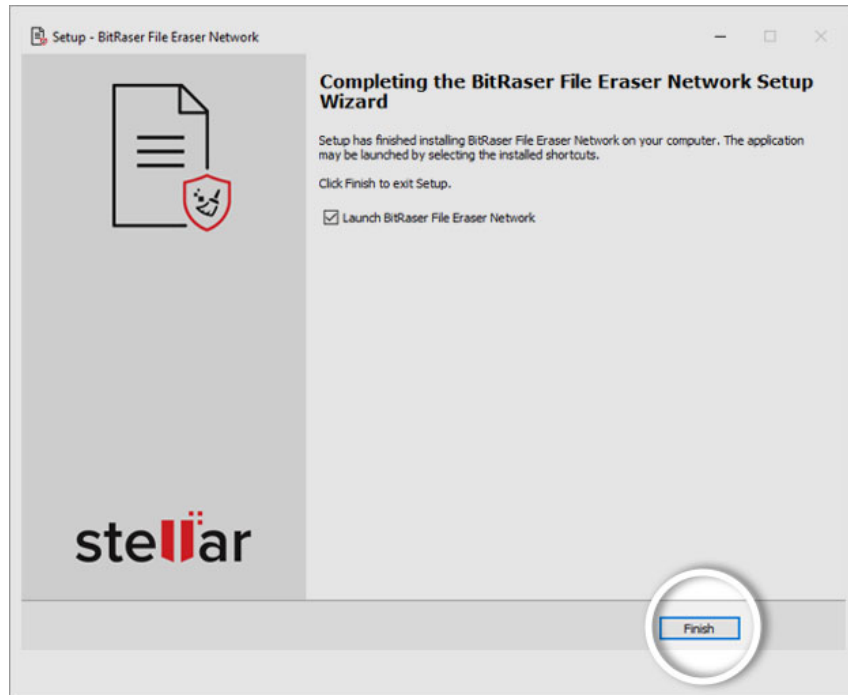 Setup - BitRaser File Eraser Network
Completing the BitRaser File Eraser Network Setup
Wizard
Setup has finished installing BitRaser File Eraser Network on your computer. The application
may be launched by selecting the installed shortcuts.
Click Finish to exit Setup.
Launch BitRaser File Eraser Network
stellar
Finish